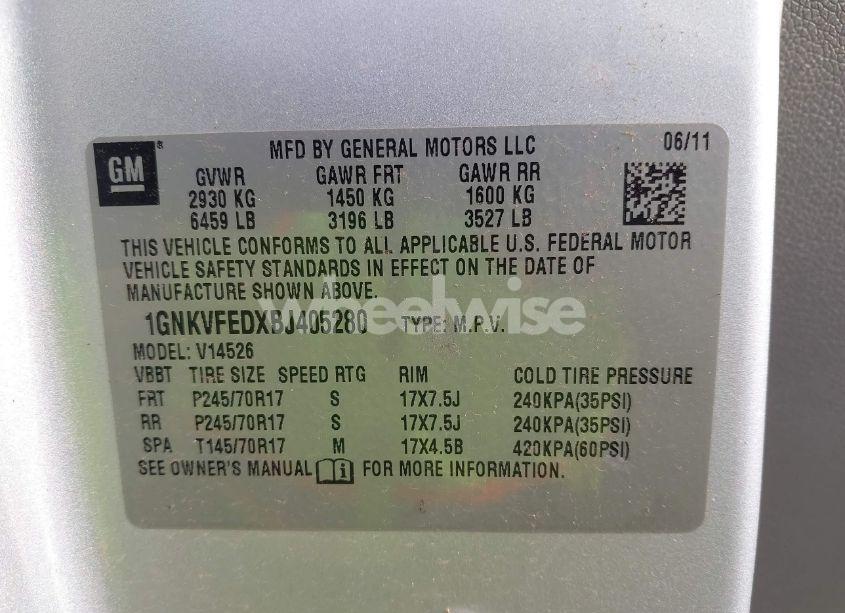 GM
MFD BY GENERAL MOTORS LLC 06/11
GVWR GAWR FRT GAWR RR
2930 KG 1450 KG 1600 KG
6459 LB 3196 LB 3527 LB
THIS VEHICLE CONFORMS TO ALL APPLICABLE U.S. FEDERAL MOTOR
VEHICLE SAFETY STANDARDS IN EFFECT ON THE DATE OF
MANUFACTURE SHOWN ABOVE.
wheelwise
1GNKVFEDXBJ405280 TYPE: M.P.V.
MODEL: V14526
VBBT TIRE SIZE SPEED RTG RIM COLD TIRE PRESSURE
FRT P245/70R17 S 17X7.5J 240KPA(35PSI)
RR P245/70R17 S 17X7.5J 240KPA(35PSI)
SPA T145/70R17 M 17X4.5B 420KPA(60PSI)
SEE OWNER'S MANUAL i FOR MORE INFORMATION.